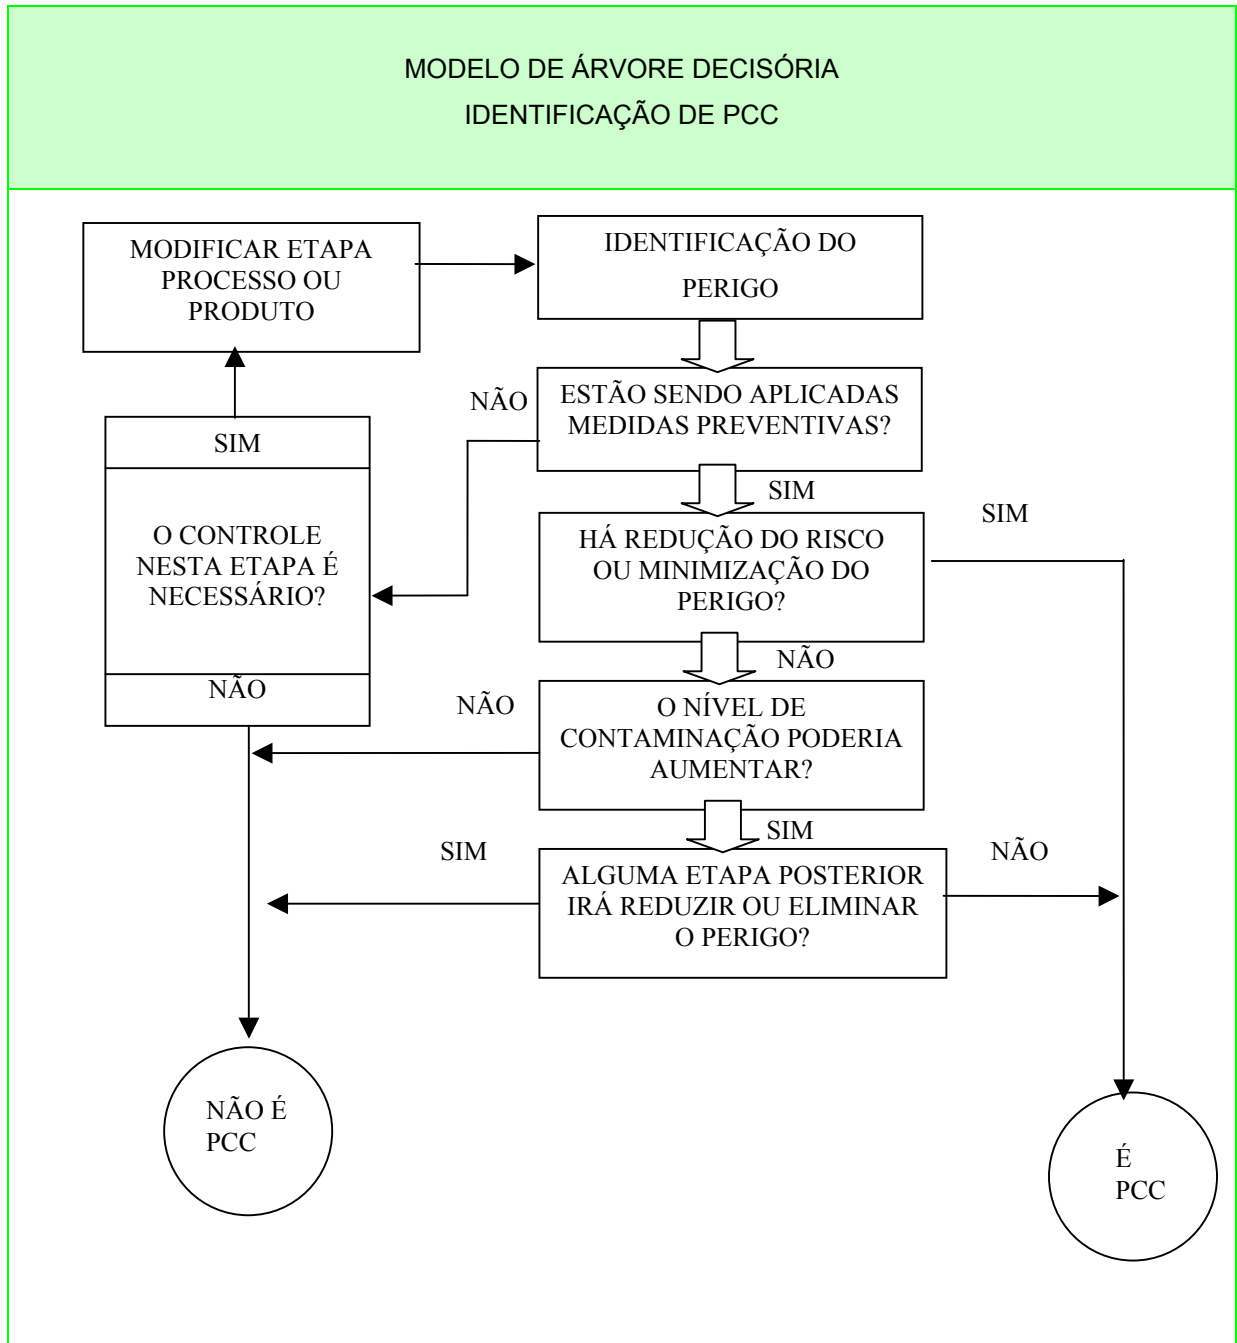 MODELO DE ÁRVORE DECISÓRIA
IDENTIFICAÇÃO DE PCC
MODIFICAR ETAPA
PROCESSO OU
PRODUTO
IDENTIFICAÇÃO DO
PERIGO
NÃO
ESTÃO SENDO APLICADAS
MEDIDAS PREVENTIVAS?
SIM
SIM
O CONTROLE
NESTA ETAPA É
NECESSÁRIO?
NÃO
HÁ REDUÇÃO DO RISCO
OU MINIMIZAÇÃO DO
PERIGO?
SIM
NÃO
NÃO
O NÍVEL DE
CONTAMINAÇÃO PODERIA
AUMENTAR?
SIM
SIM
ALGUMA ETAPA POSTERIOR
IRÁ REDUZIR OU ELIMINAR
O PERIGO?
NÃO
NÃO É
PCC
É
PCC